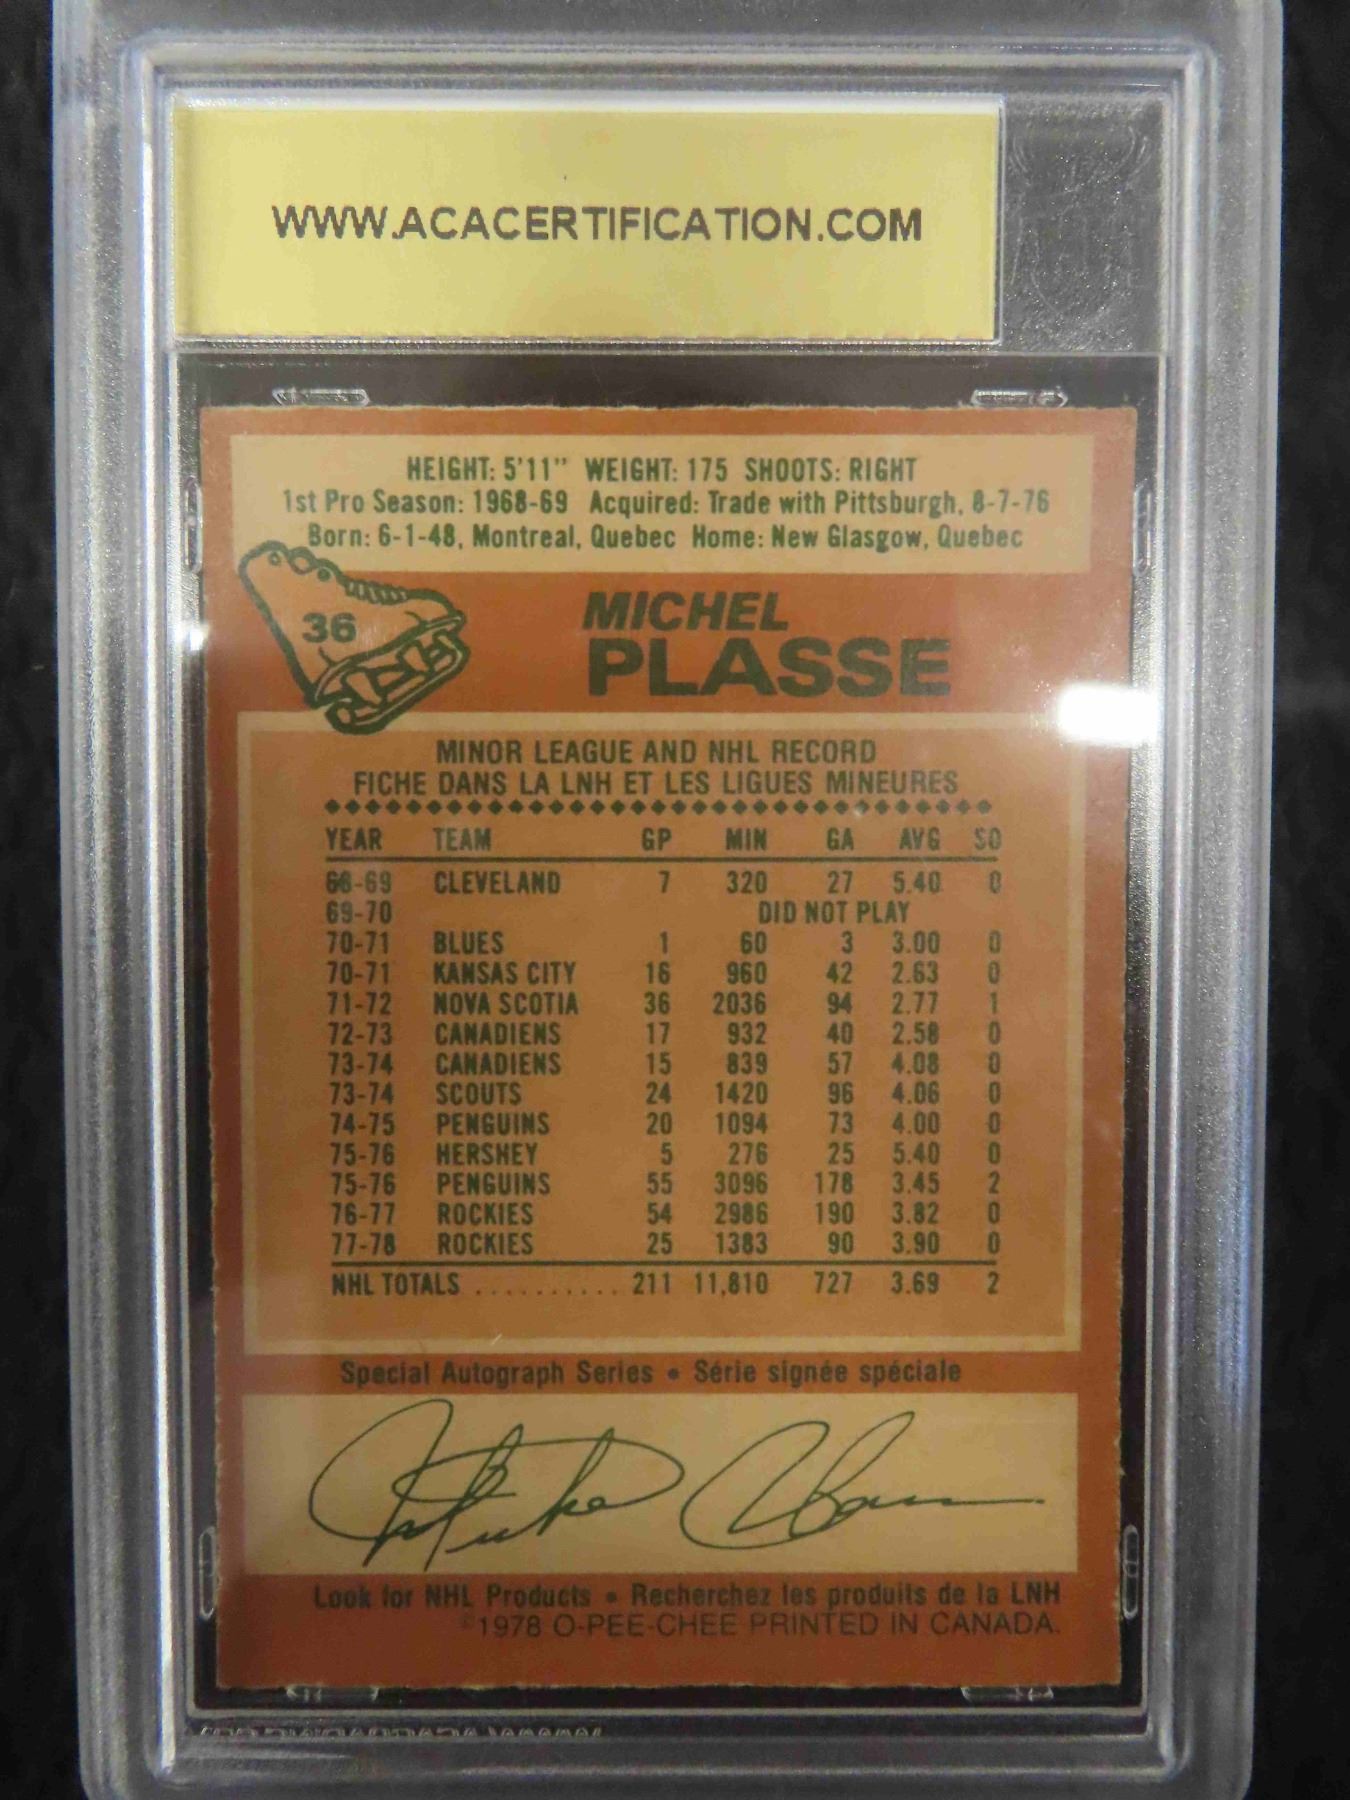 WWW.ACACERTIFICATION.COM
HEIGHT: 5'11" WEIGHT: 175 SHOOTS: RIGHT
1st Pro Season: 1968-69 Acquired: Trade with Pittsburgh, 8-7-76
Born: 6-1-48, Montreal, Quebec Home: New Glasgow, Quebec
36
MICHEL
PLASSE
MINOR LEAGUE AND NHL RECORD
FICHE DANS LA LNH ET LES LIGUES MINEURES
YEAR TEAM GP MIN GA AVG SO
68-69 CLEVELAND 7 320 27 5.40 0
69-70 DID NOT PLAY
70-71 BLUES 1 60 3 3.00 0
70-71 KANSAS CITY 16 960 42 2.63 0
71-72 NOVA SCOTIA 36 2036 94 2.77 1
72-73 CANADIENS 17 932 40 2.58 0
73-74 CANADIENS 15 839 57 4.08 0
73-74 SCOUTS 24 1420 96 4.06 0
74-75 PENGUINS 20 1094 73 4.00 0
75-76 HERSHEY 5 276 25 5.40 0
75-76 PENGUINS 55 3096 178 3.45 2
76-77 ROCKIES 54 2986 190 3.82 0
77-78 ROCKIES 25 1383 90 3.90 0
NHL TOTALS .......... 211 11,810 727 3.69 2
Special Autograph Series • Série signée spéciale
Look for NHL Products • Recherchez les produits de la LNH
©1978 O-PEE-CHEE PRINTED IN CANADA.